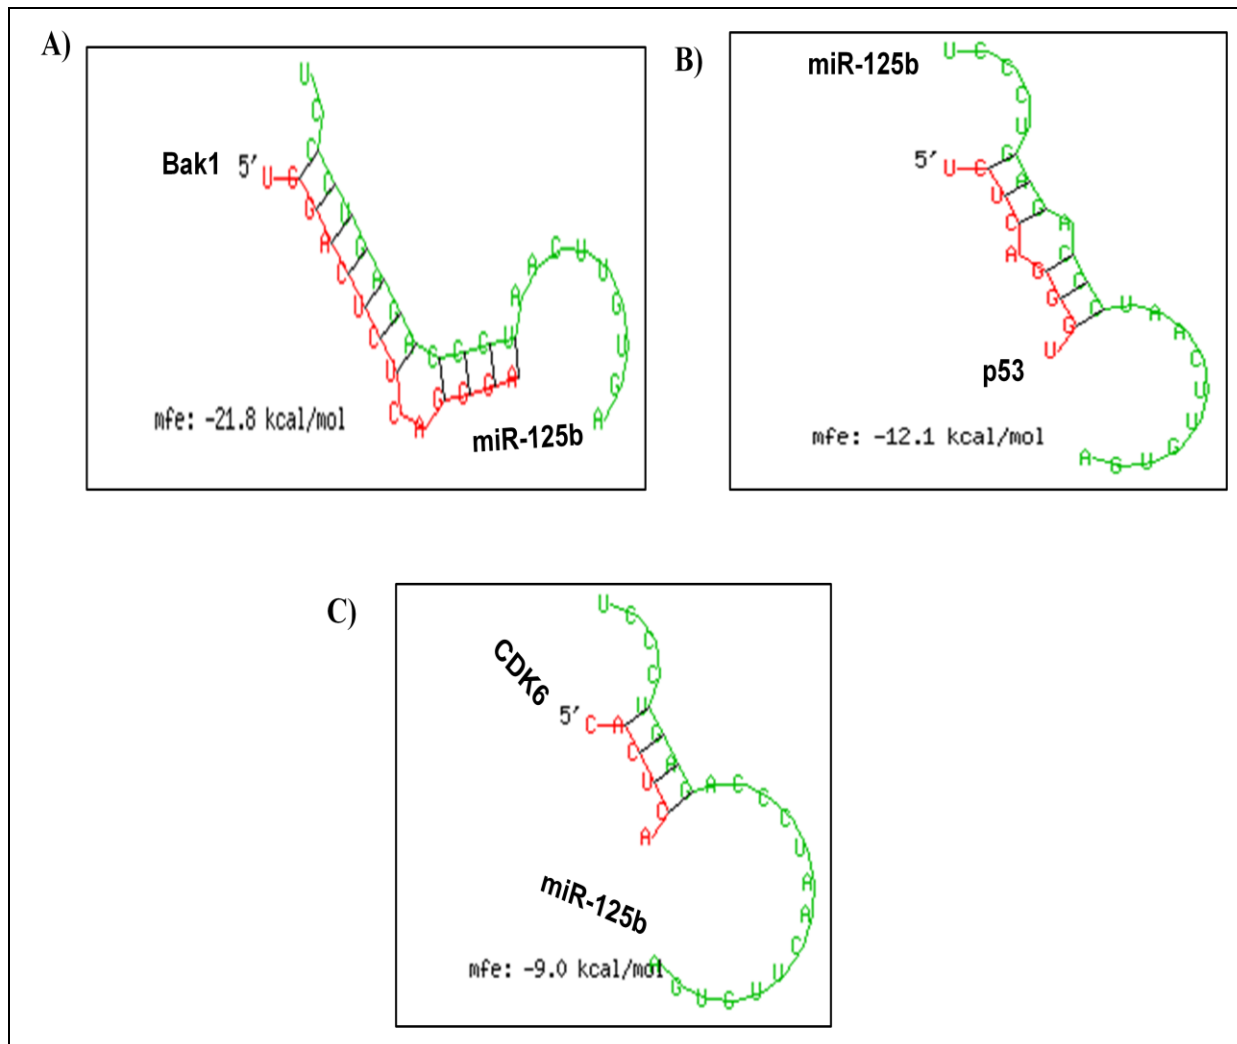 A)
U C C C U G A G A C C C U A A C U U G U G A
Bak1
5′ U G G A C U C U C A G G G A
mfe: -21.8 kcal/mol
miR-125b
B)
miR-125b
U C C C U G A G A C C C U A A C U U G U G A
5′ U C U C A G G G U
p53
mfe: -12.1 kcal/mol
C)
U C C C U G A G A C C C U A A C U U G U G A
CDK6
5′ C A C U C A
miR-125b
mfe: -9.0 kcal/mol